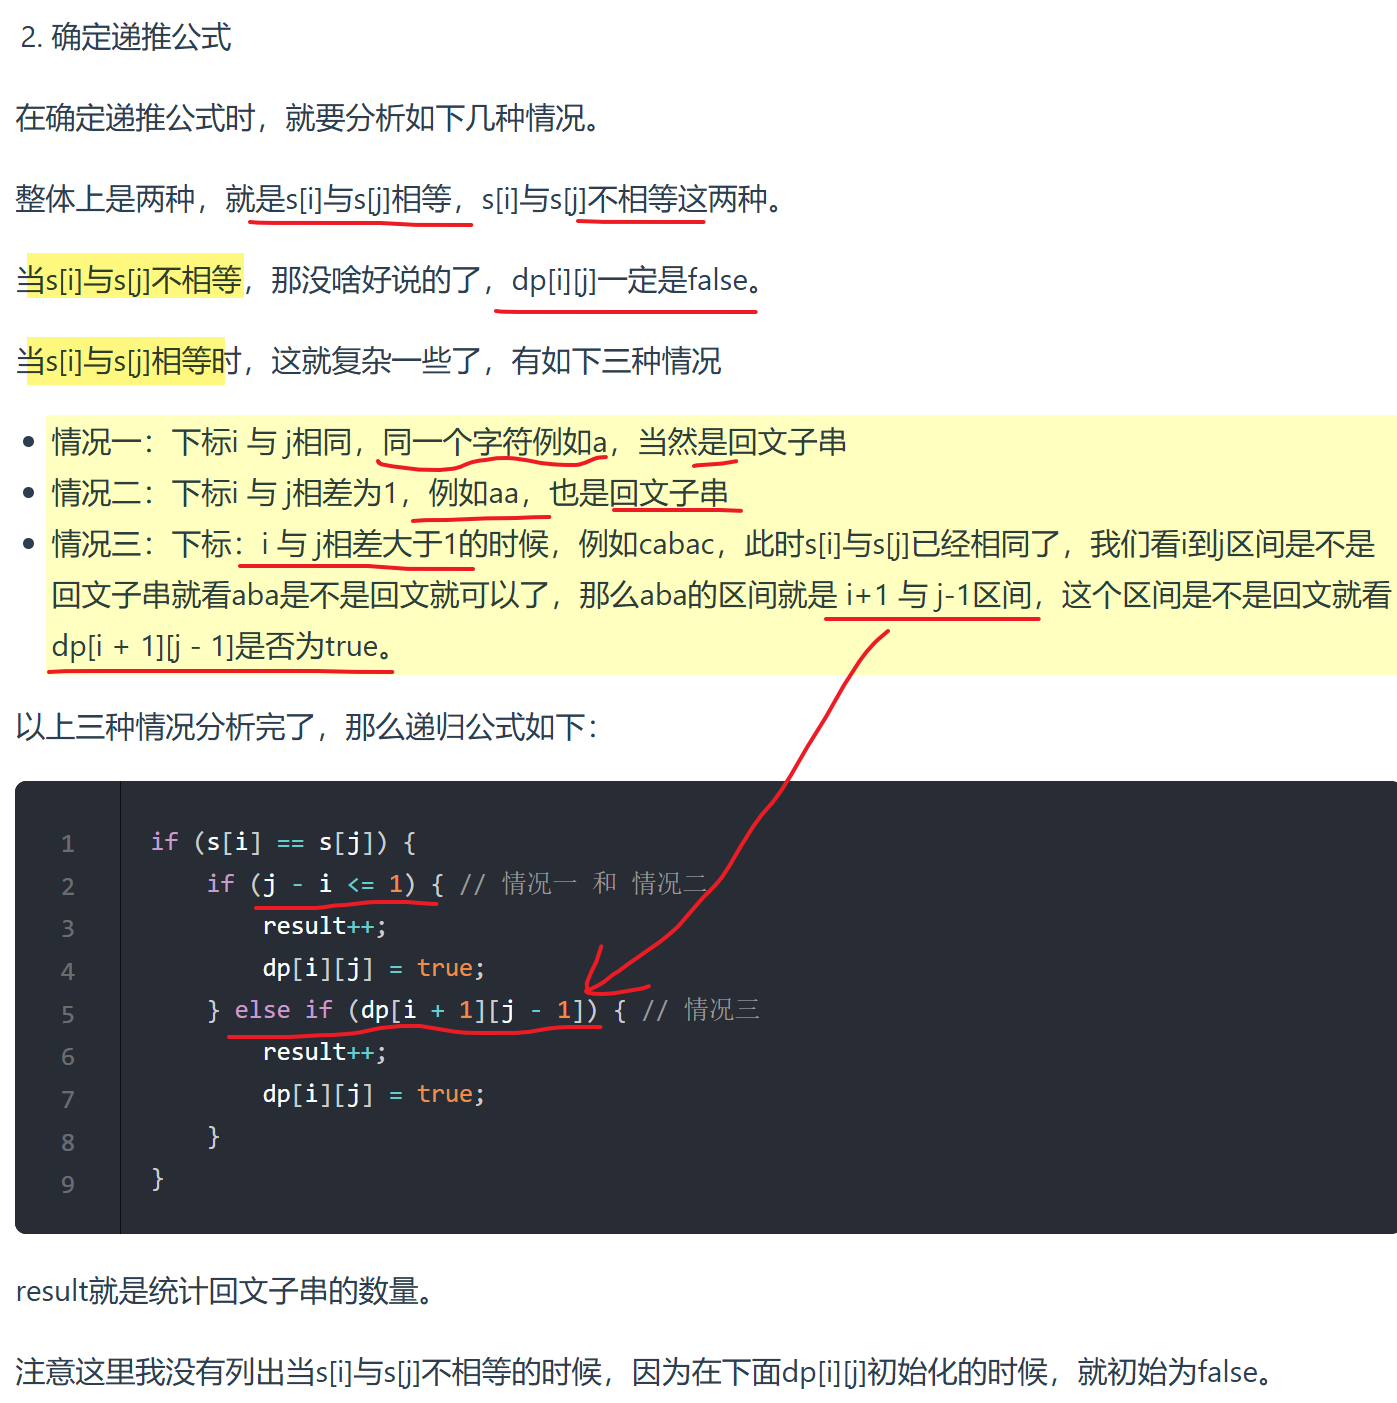 2. 确定递推公式
在确定递推公式时，就要分析如下几种情况。
整体上是两种，就是s[i]与s[j]相等，s[i]与s[j]不相等这两种。
当s[i]与s[j]不相等，那没啥好说的了，dp[i][j]一定是false。
当s[i]与s[j]相等时，这就复杂一些了，有如下三种情况
• 情况一：下标i 与 j相同，同一个字符例如a，当然是回文子串
• 情况二：下标i 与 j相差为1，例如aa，也是回文子串
• 情况三：下标：i 与 j相差大于1的时候，例如cabac，此时s[i]与s[j]已经相同了，我们看i到j区间是不是
回文子串就看aba是不是回文就可以了，那么aba的区间就是 i+1 与 j-1区间，这个区间是不是回文就看
dp[i + 1][j - 1]是否为true。
以上三种情况分析完了，那么递归公式如下：
1 if (s[i] == s[j]) {
2     if (j - i <= 1) { // 情况一 和 情况二
3         result++;
4         dp[i][j] = true;
5     } else if (dp[i + 1][j - 1]) { // 情况三
6         result++;
7         dp[i][j] = true;
8     }
9 }
result就是统计回文子串的数量。
注意这里我没有列出当s[i]与s[j]不相等的时候，因为在下面dp[i][j]初始化的时候，就初始为false。